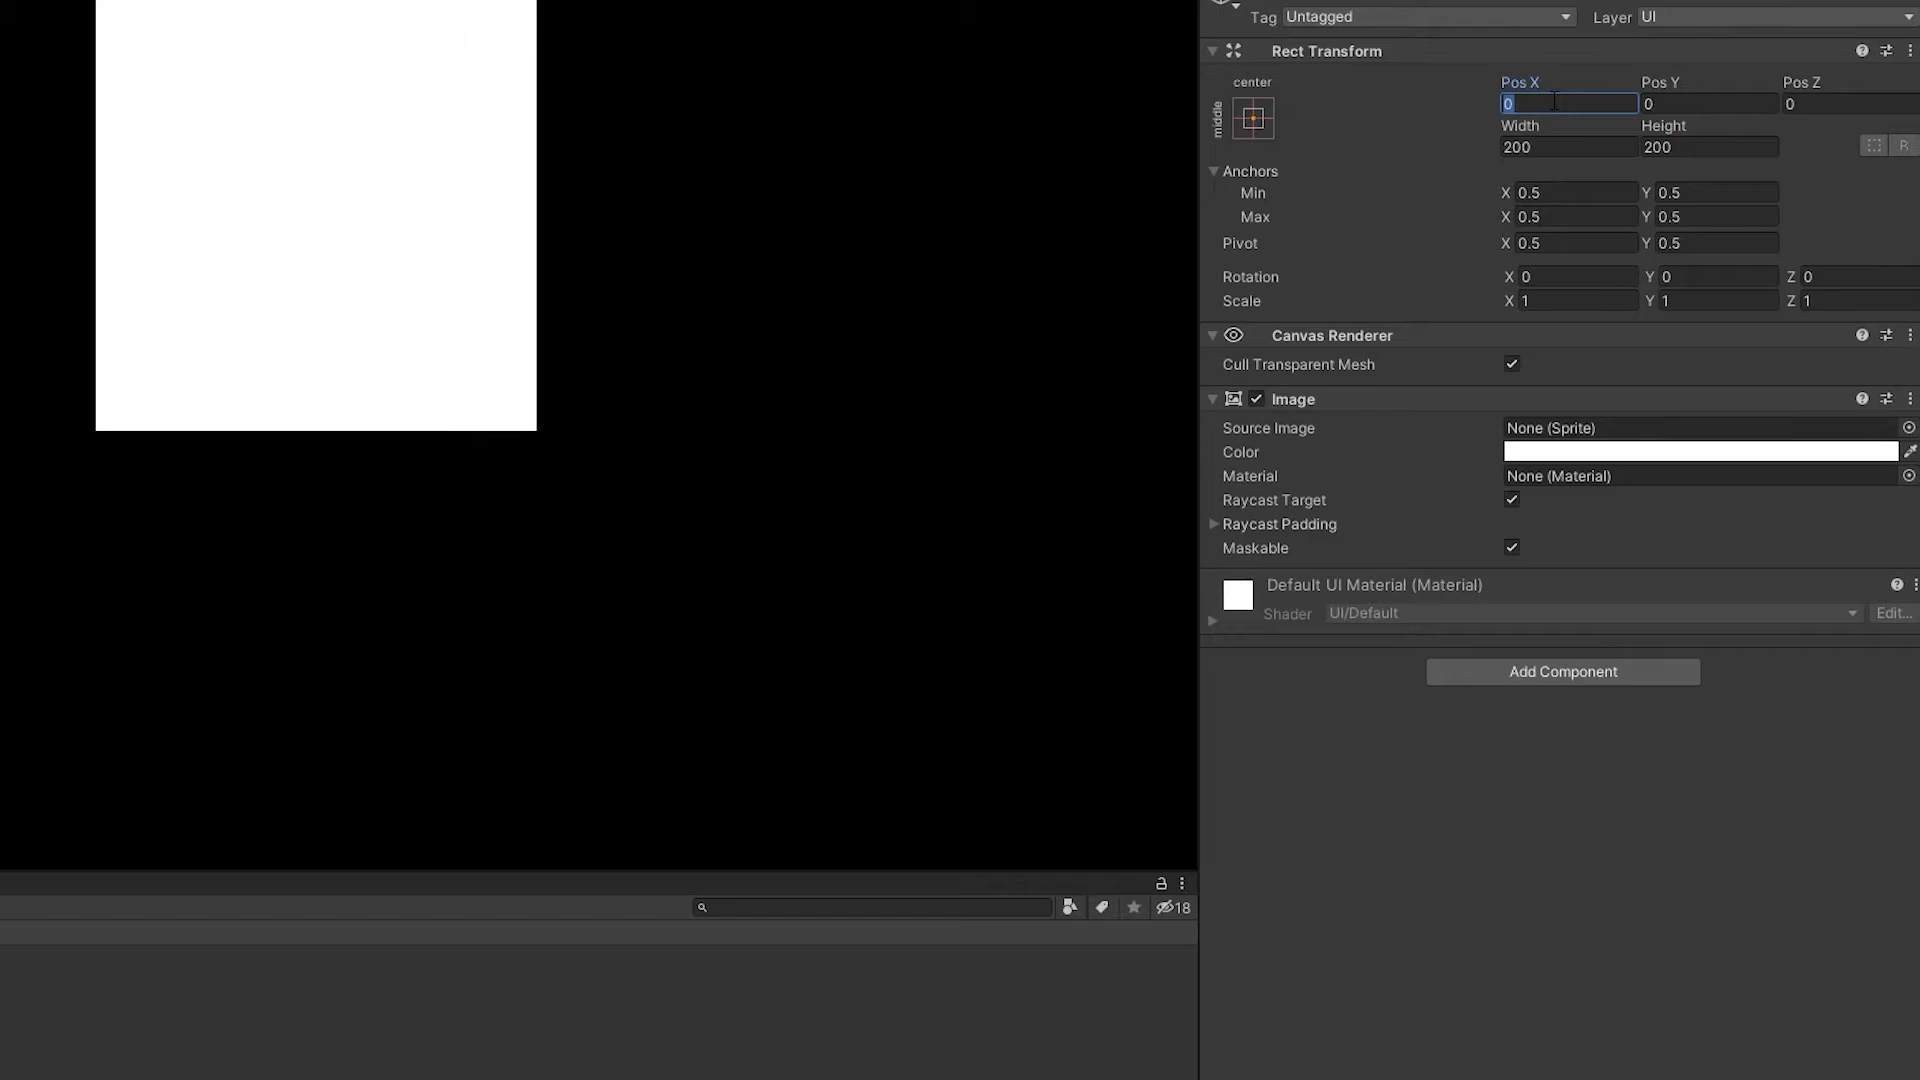 Tag Untagged Layer UI
Rect Transform
center Pos X Pos Y Pos Z
middle 0 0 0
Width Height
200 200 R
Anchors
Min X 0.5 Y 0.5
Max X 0.5 Y 0.5
Pivot X 0.5 Y 0.5
Rotation X 0 Y 0 Z 0
Scale X 1 Y 1 Z 1
Canvas Renderer
Cull Transparent Mesh
Image
Source Image None (Sprite)
Color
Material None (Material)
Raycast Target
Raycast Padding
Maskable
Default UI Material (Material)
Shader UI/Default Edit...
Add Component
18